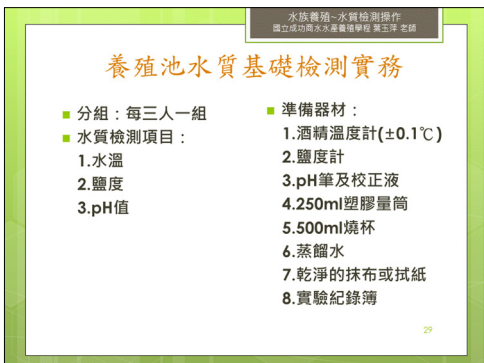 水族養殖~水質檢測操作
國立成功商水水產養殖學程 葉玉萍 老師
養殖池水質基礎檢測實務
分組：每三人一組
水質檢測項目：
1.水溫
2.鹽度
3.pH值
準備器材：
1.酒精溫度計(±0.1℃)
2.鹽度計
3.pH筆及校正液
4.250ml塑膠量筒
5.500ml燒杯
6.蒸餾水
7.乾淨的抹布或拭紙
8.實驗紀錄簿
29